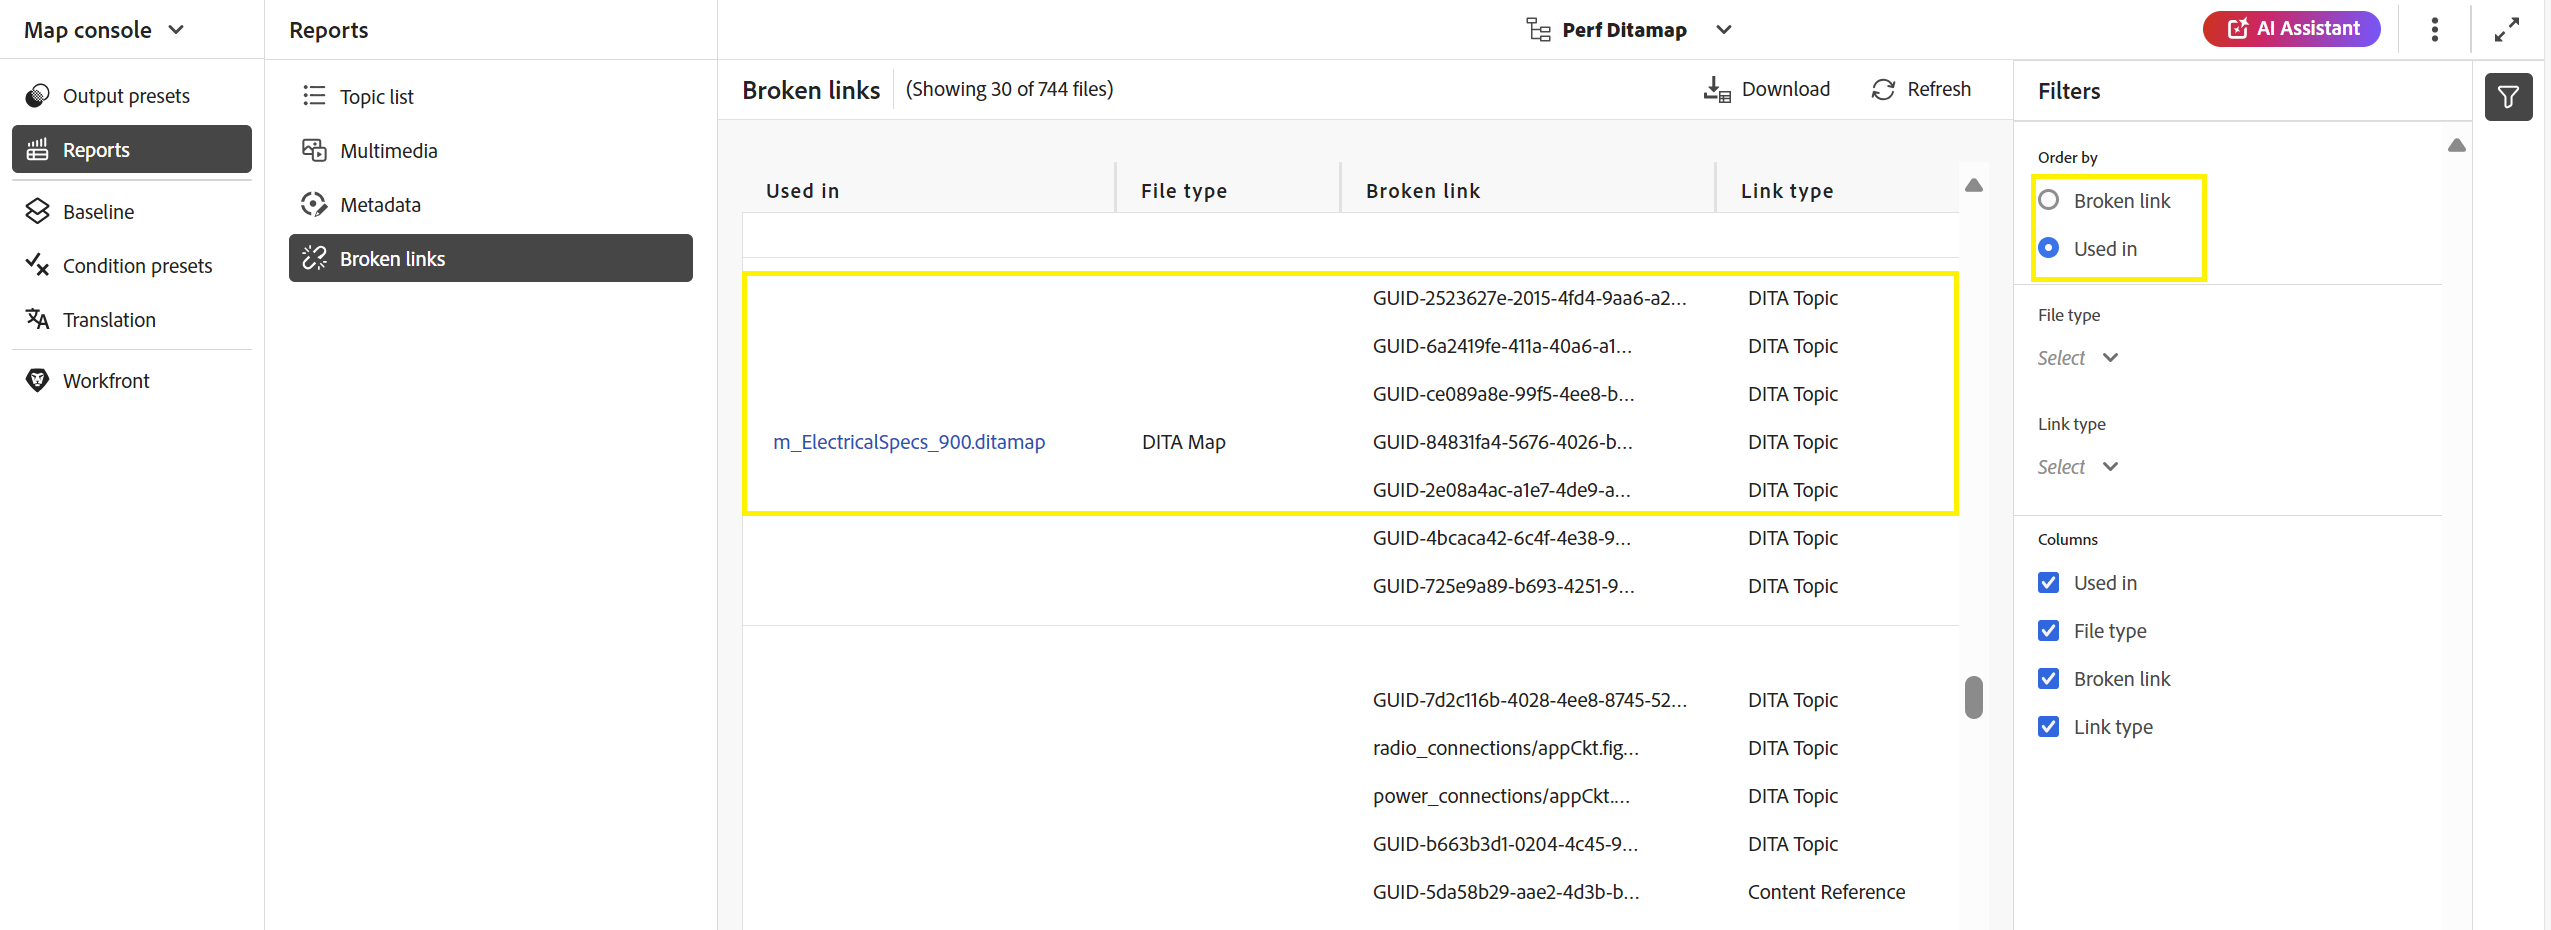 Map console
Output presets
Reports
Baseline
Condition presets
Translation
Workfront
Reports
Topic list
Multimedia
Metadata
Broken links
Perf Ditamap
AI Assistant
Broken links (Showing 30 of 744 files)
Download Refresh
Used in File type Broken link Link type
GUID-2523627e-2015-4fd4-9aa6-a2... DITA Topic
GUID-6a2419fe-411a-40a6-a1... DITA Topic
GUID-ce089a8e-99f5-4ee8-b... DITA Topic
m_ElectricalSpecs_900.ditamap DITA Map GUID-84831fa4-5676-4026-b... DITA Topic
GUID-2e08a4ac-a1e7-4de9-a... DITA Topic
GUID-4bcaca42-6c4f-4e38-9... DITA Topic
GUID-725e9a89-b693-4251-9... DITA Topic
GUID-7d2c116b-4028-4ee8-8745-52... DITA Topic
radio_connections/appCkt.fig... DITA Topic
power_connections/appCkt.... DITA Topic
GUID-b663b3d1-0204-4c45-9... DITA Topic
GUID-5da58b29-aae2-4d3b-b... Content Reference
Filters
Order by
Broken link
Used in
File type
Select
Link type
Select
Columns
Used in
File type
Broken link
Link type